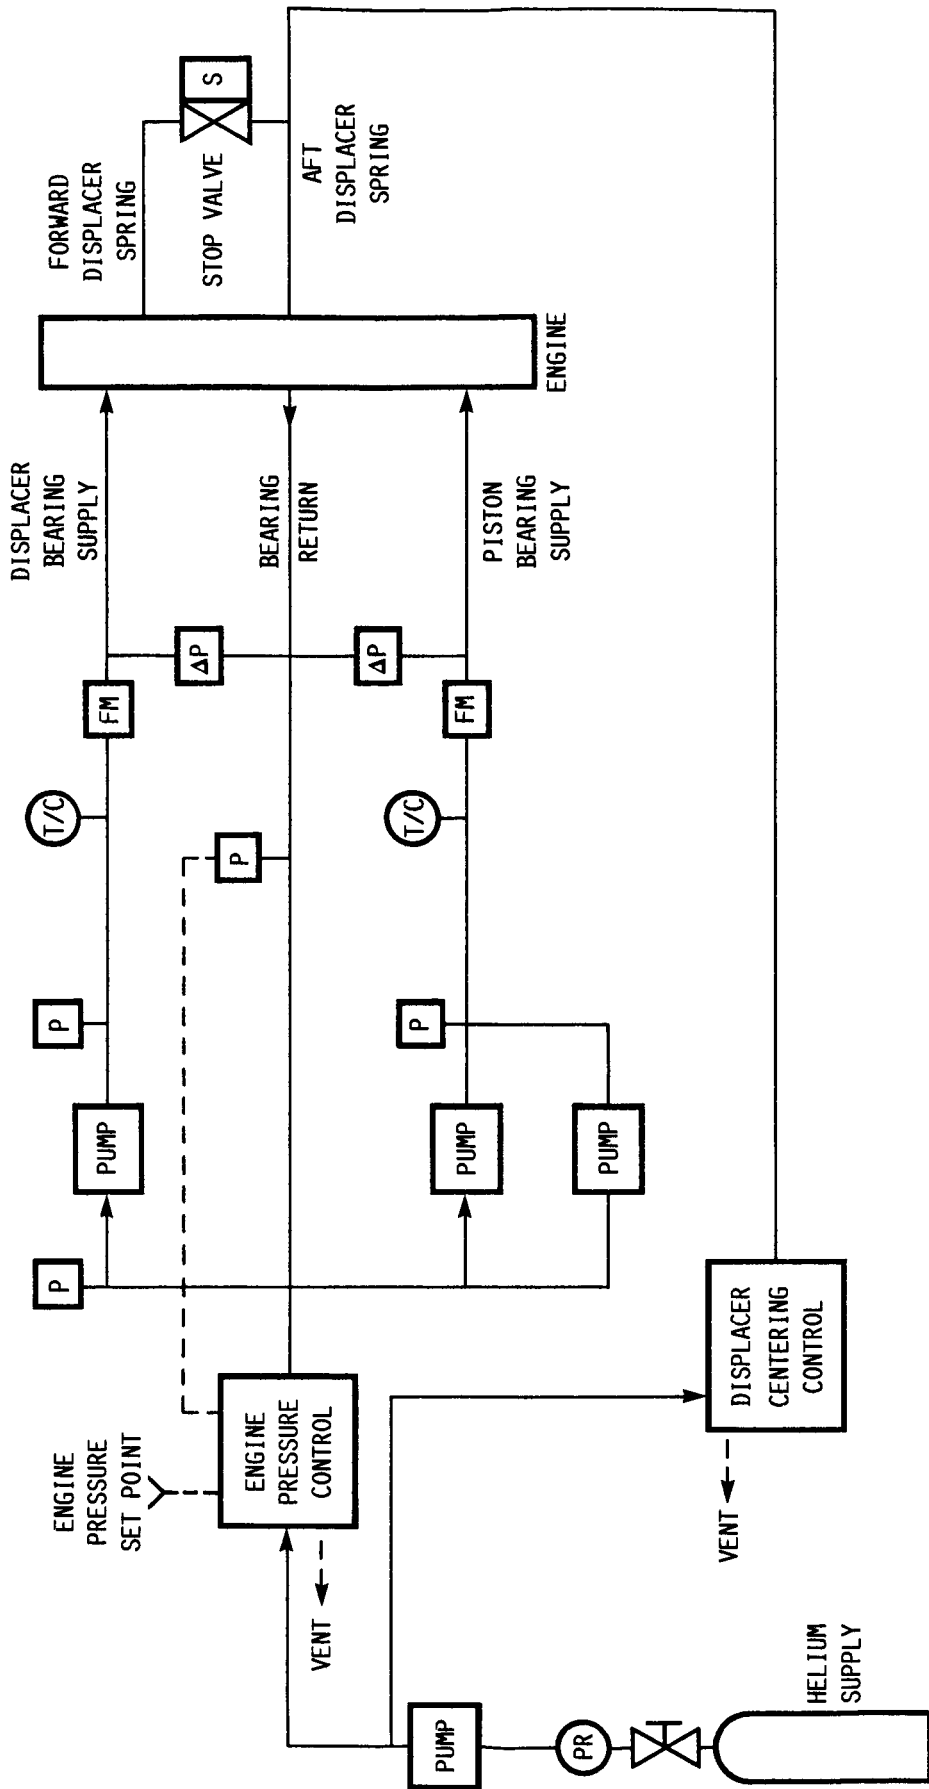 FORWARD
DISPLACER
SPRING
S
STOP VALVE
AFT
DISPLACER
SPRING
ENGINE
DISPLACER
BEARING
SUPPLY
BEARING
RETURN
PISTON
BEARING
SUPPLY
ΔP
ΔP
FM
FM
T/C
T/C
P
P
P
PUMP
PUMP
PUMP
P
ENGINE
PRESSURE
SET POINT
ENGINE
PRESSURE
CONTROL
DISPLACER
CENTERING
CONTROL
VENT
VENT
PUMP
PR
HELIUM
SUPPLY